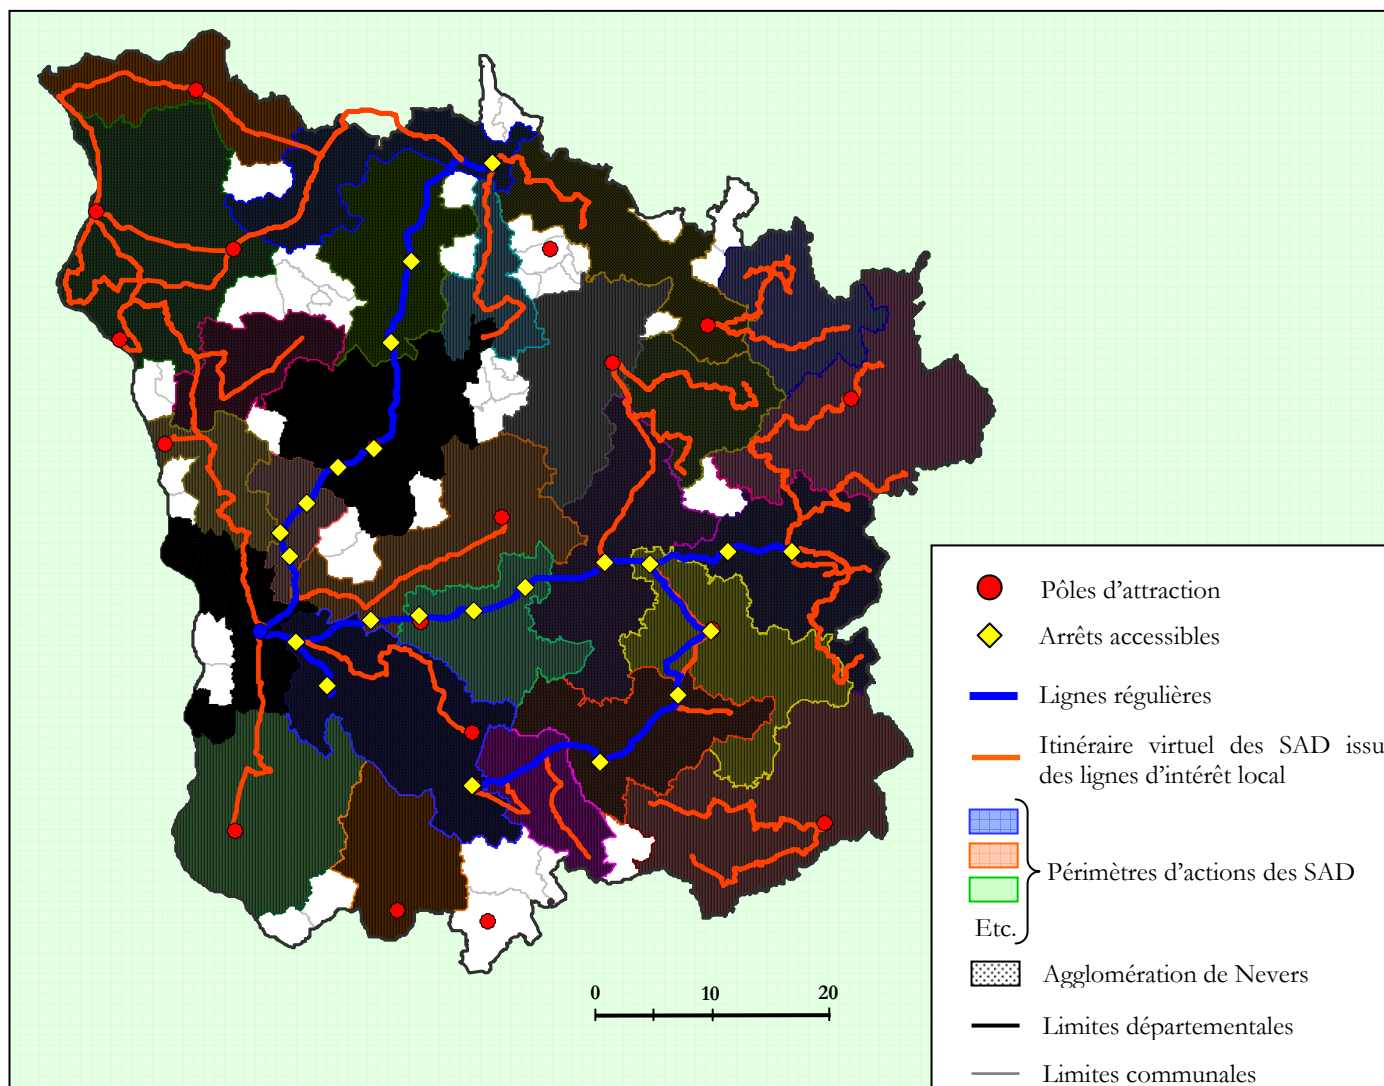 Pôles d'attraction
Arrêts accessibles
Lignes régulières
Itinéraire virtuel des SAD issu
des lignes d'intérêt local
Périmètres d'actions des SAD
Etc.
Agglomération de Nevers
Limites départementales
Limites communales
0 10 20